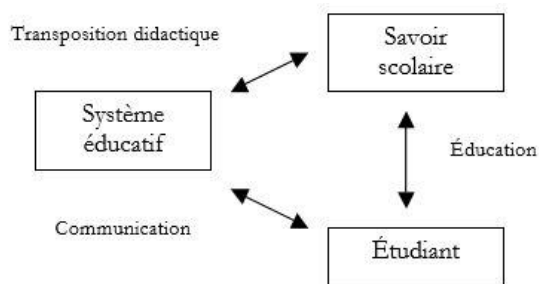 Transposition didactique
Savoir
scolaire
Système
éducatif
Éducation
Communication
Étudiant